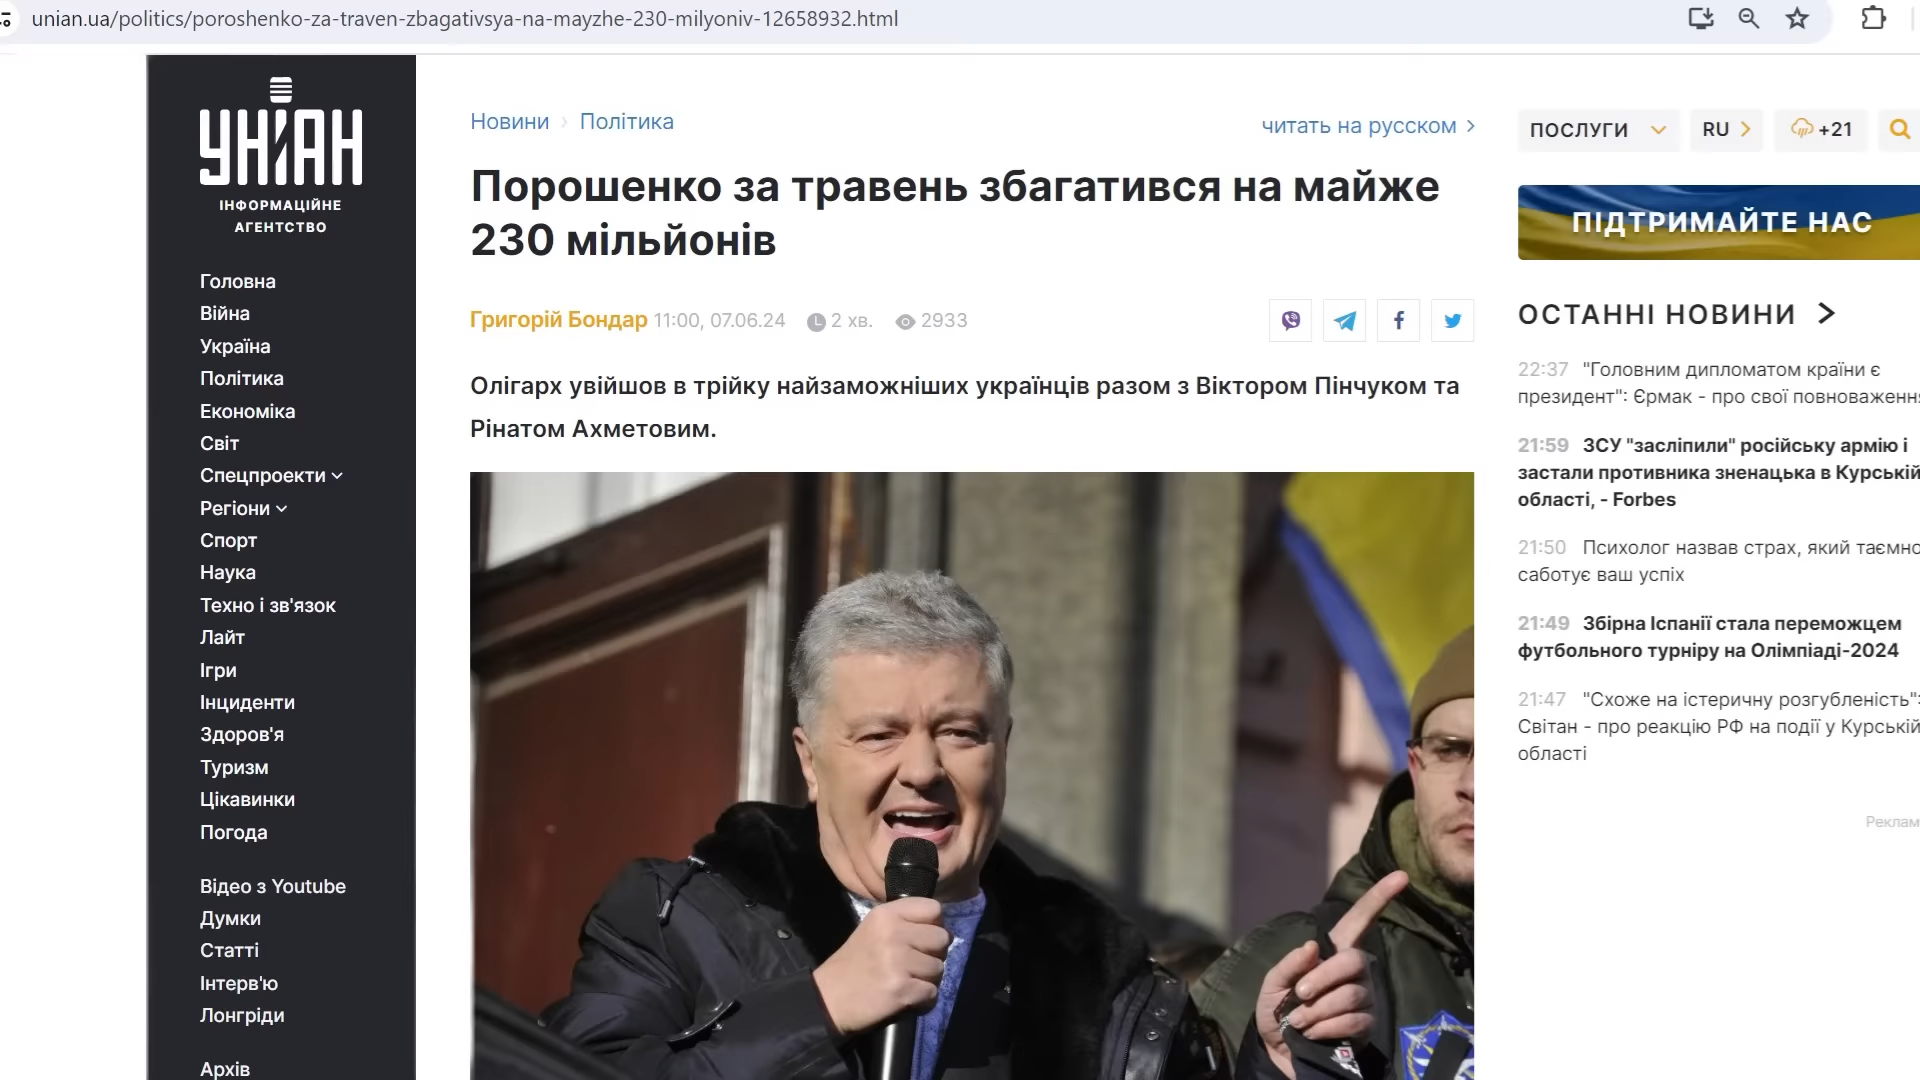 unian.ua/politics/poroshenko-za-traven-zbagativsya-na-mayzhe-230-milyoniv-12658932.html
УНІАН
ІНФОРМАЦІЙНЕ
АГЕНТСТВО
Головна
Війна
Україна
Політика
Економіка
Світ
Спецпроекти
Регіони
Спорт
Наука
Техно і зв'язок
Лайт
Ігри
Інциденти
Здоров'я
Туризм
Цікавинки
Погода
Відео з Youtube
Думки
Статті
Інтерв'ю
Лонгріди
Архів
Новини › Політика
читать на русском
Порошенко за травень збагатився на майже
230 мільйонів
Григорій Бондар 11:00, 07.06.24 2 хв. 2933
Олігарх увійшов в трійку найзаможніших українців разом з Віктором Пінчуком та
Рінатом Ахметовим.
ПОСЛУГИ RU +21
ПІДТРИМАЙТЕ НАС
ОСТАННІ НОВИНИ
22:37 "Головним дипломатом країни є
президент": Єрмак - про свої повноваження
21:59 ЗСУ "засліпили" російську армію і
застали противника зненацька в Курській
області, - Forbes
21:50 Психолог назвав страх, який таємно
саботує ваш успіх
21:49 Збірна Іспанії стала переможцем
футбольного турніру на Олімпіаді-2024
21:47 "Схоже на істеричну розгубленість":
Світан - про реакцію РФ на події у Курській
області
Реклам